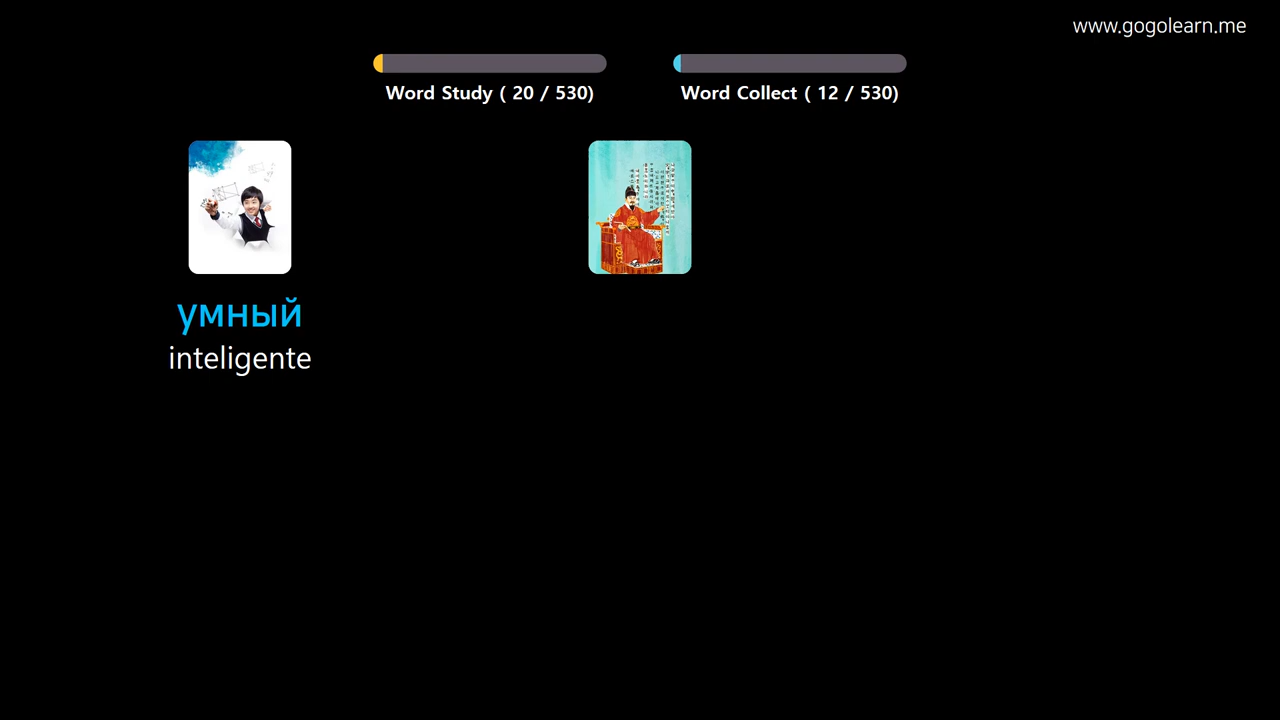 www.gogolearn.me
Word Study ( 20 / 530)
Word Collect ( 12 / 530)
умный
inteligente